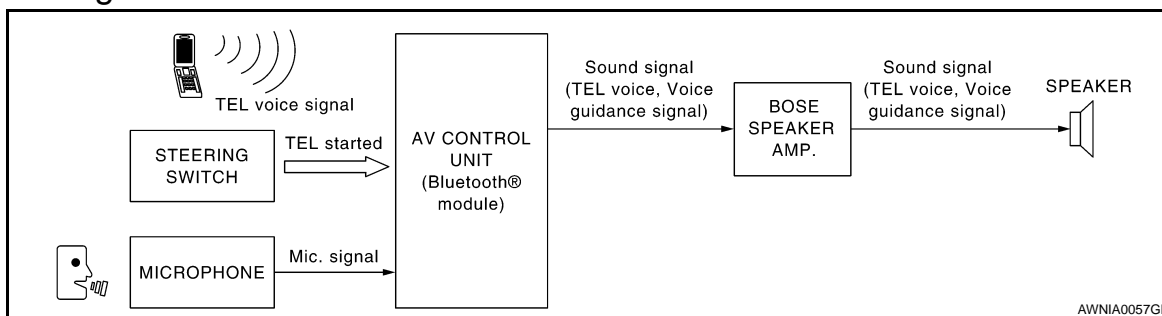 TEL voice signal
STEERING
SWITCH
TEL started
MICROPHONE
Mic. signal
AV CONTROL
UNIT
(Bluetooth®
module)
Sound signal
(TEL voice, Voice
guidance signal)
BOSE
SPEAKER
AMP.
Sound signal
(TEL voice, Voice
guidance signal)
SPEAKER